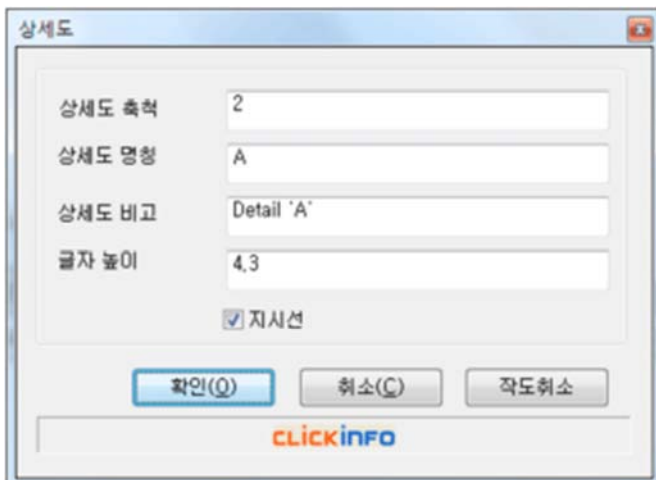 상세도
상세도 축척 2
상세도 명칭 A
상세도 비고 Detail 'A'
글자 높이 4.3
지시선
확인(O) 취소(C) 작도취소
CLICKINFO